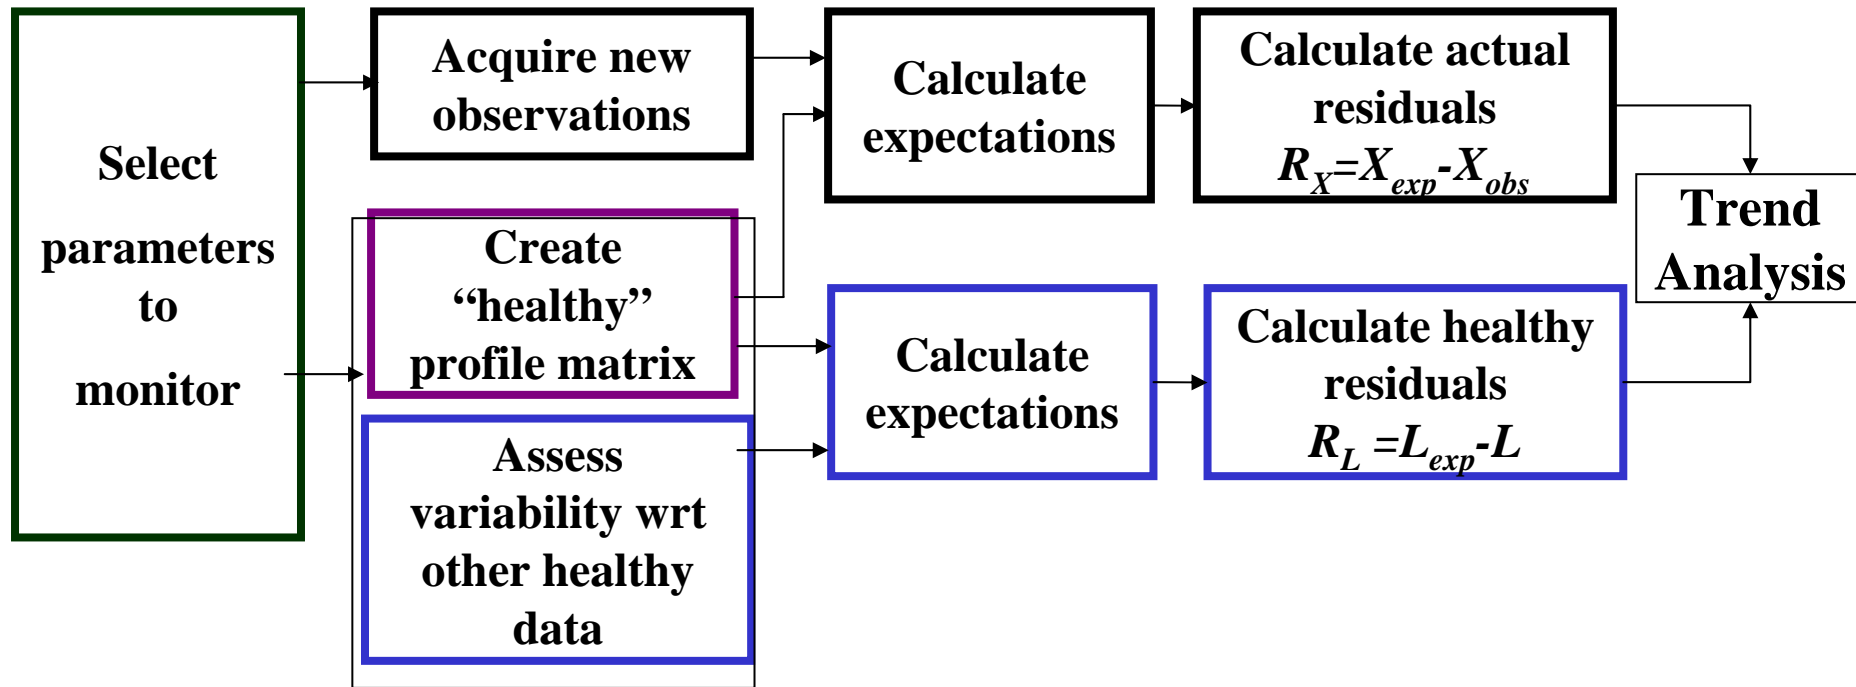 Select
parameters
to
monitor
Acquire new
observations
Create
“healthy”
profile matrix
Assess
variability wrt
other healthy
data
Calculate
expectations
Calculate
expectations
Calculate actual
residuals
R_X=X_exp-X_obs
Calculate healthy
residuals
R_L =L_exp-L
Trend
Analysis